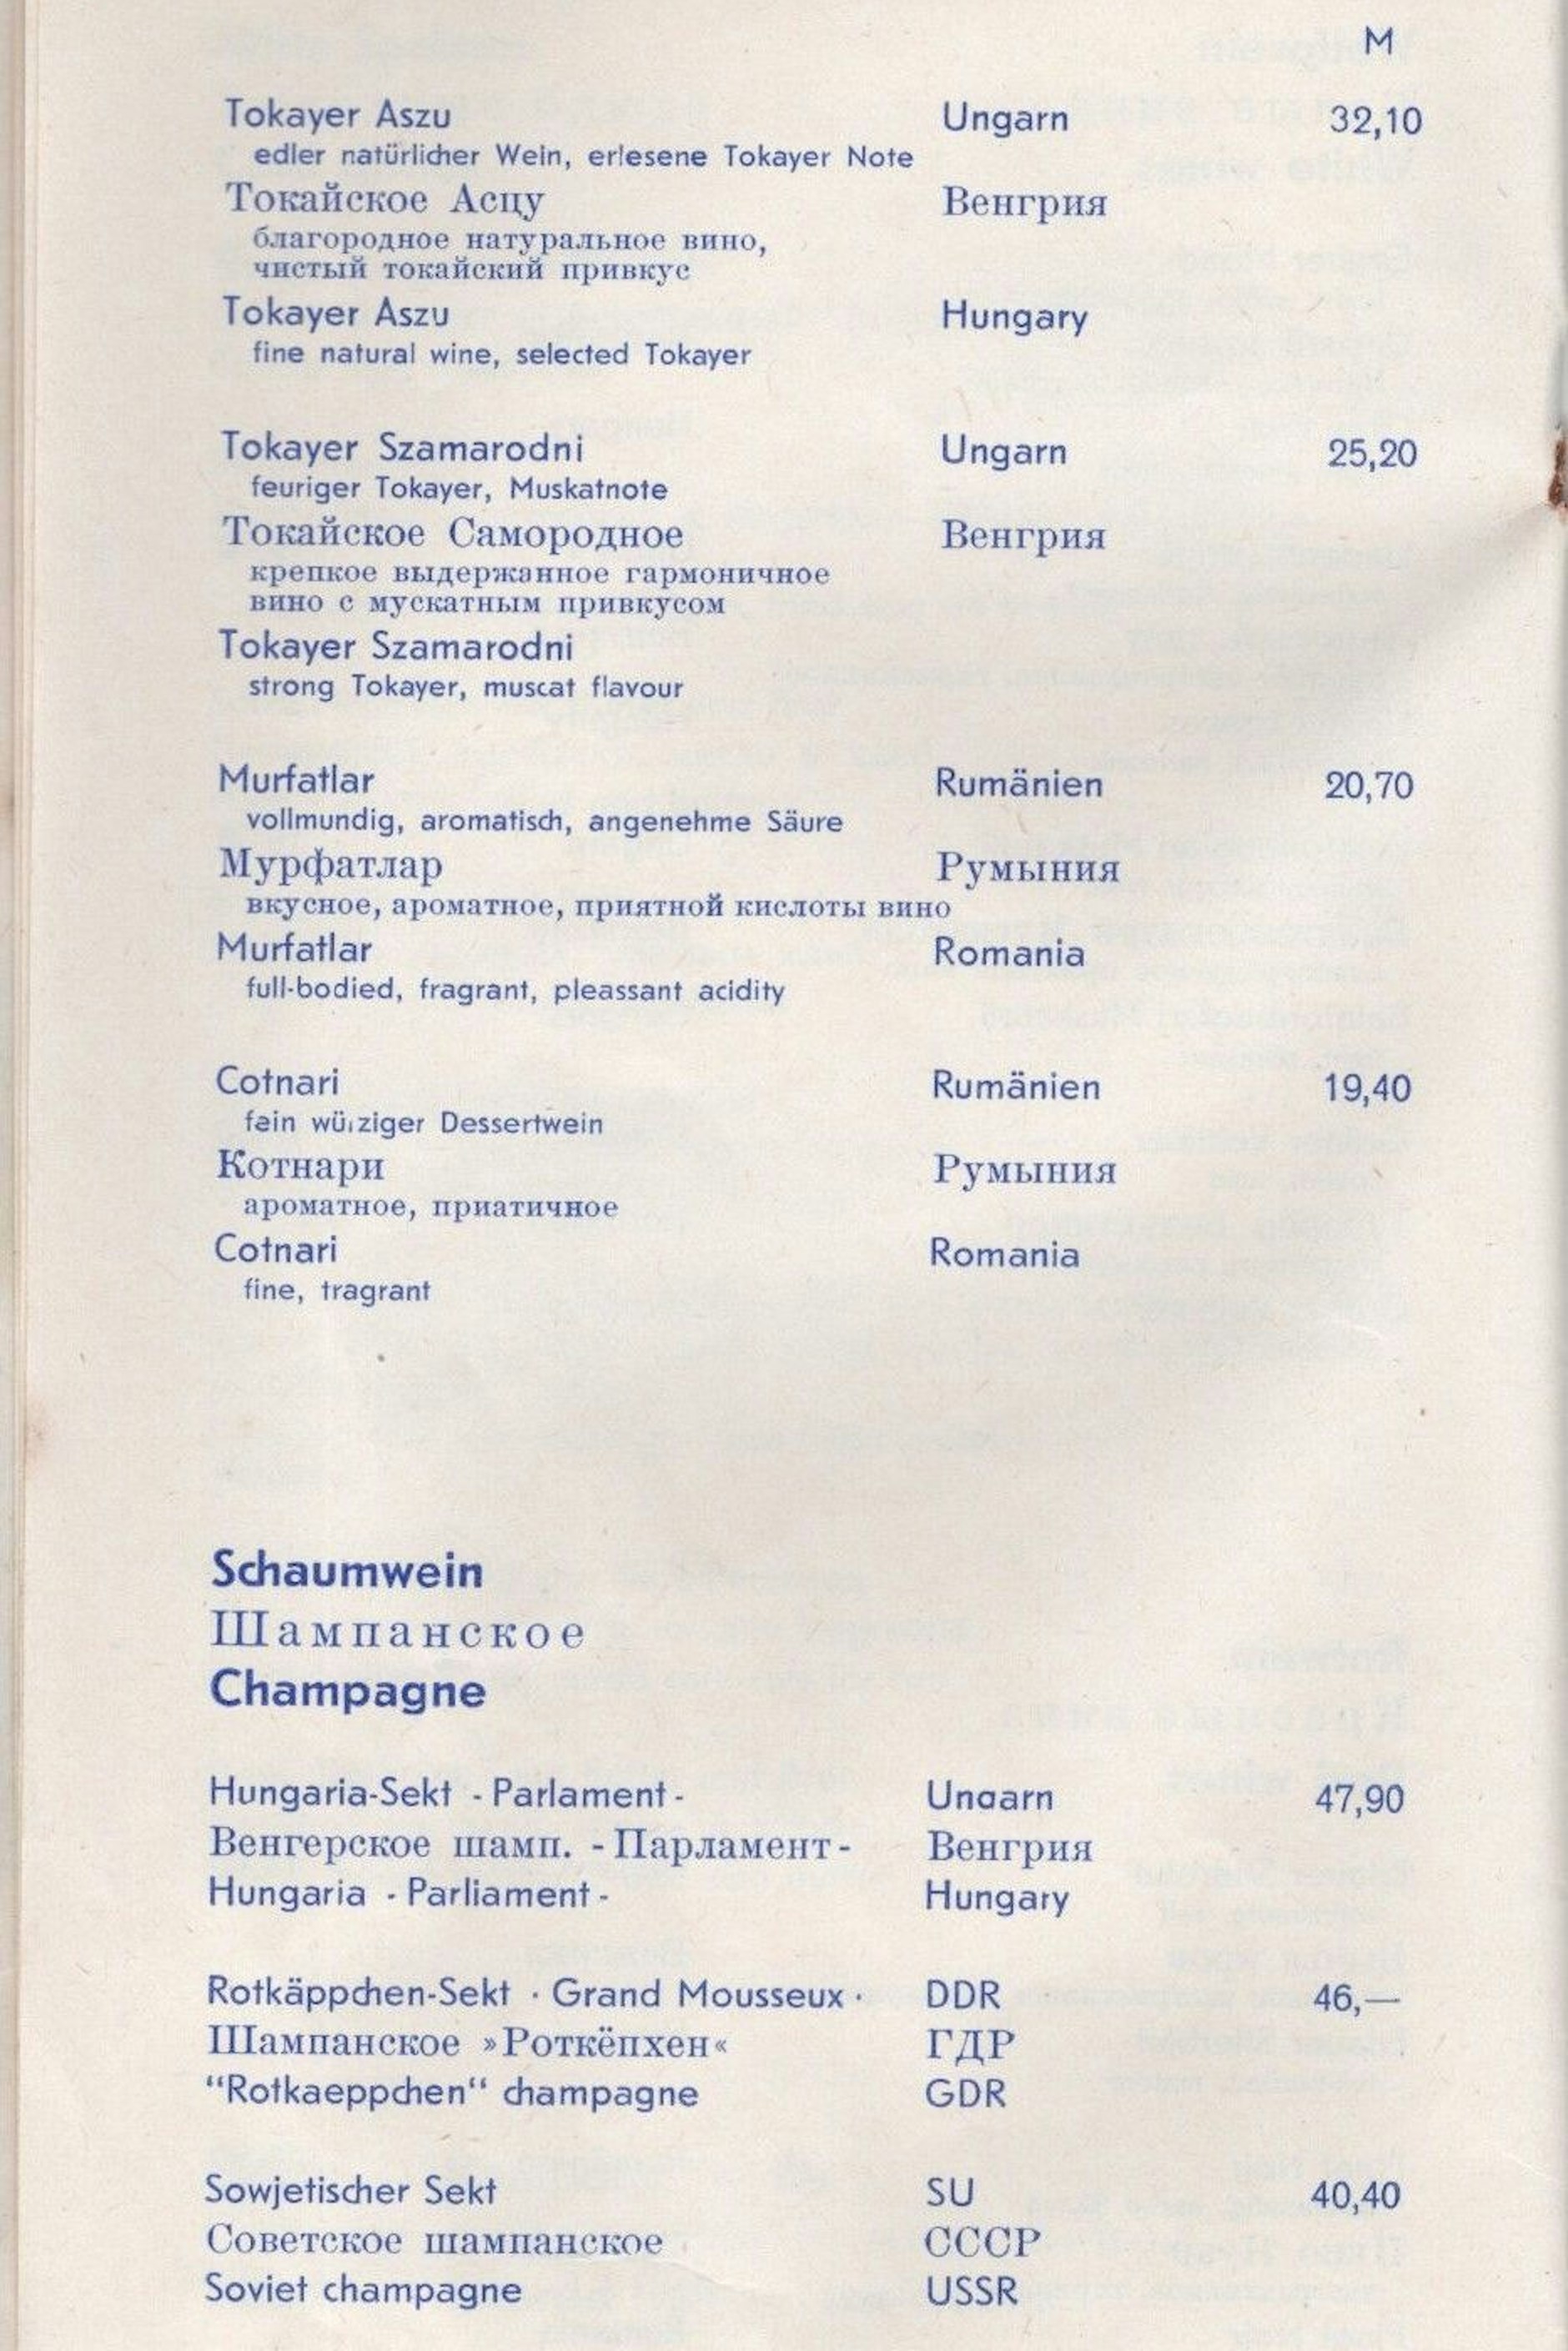 M
Tokayer Aszu Ungarn 32,10
edler natürlicher Wein, erlesene Tokayer Note
Токайское Асцу Венгрия
благородное натуральное вино,
чистый токайский привкус
Tokayer Aszu Hungary
fine natural wine, selected Tokayer
Tokayer Szamarodni Ungarn 25,20
feuriger Tokayer, Muskatnote
Токайское Самородное Венгрия
крепкое выдержанное гармоничное
вино с мускатным привкусом
Tokayer Szamarodni
strong Tokayer, muscat flavour
Murfatlar Rumänien 20,70
vollmundig, aromatisch, angenehme Säure
Мурфатлар Румыния
вкусное, ароматное, приятной кислоты вино
Murfatlar Romania
full-bodied, fragrant, pleassant acidity
Cotnari Rumänien 19,40
fein würziger Dessertwein
Котнари Румыния
ароматное, приатичное
Cotnari Romania
fine, tragrant
Schaumwein
Шампанское
Champagne
Hungaria-Sekt - Parlament - Ungarn 47,90
Венгерское шамп. - Парламент - Венгрия
Hungaria - Parliament - Hungary
Rotkäppchen-Sekt · Grand Mousseux · DDR 46,—
Шампанское »Роткёпхен« ГДР
“Rotkaeppchen“ champagne GDR
Sowjetischer Sekt SU 40,40
Советское шампанское СССР
Soviet champagne USSR